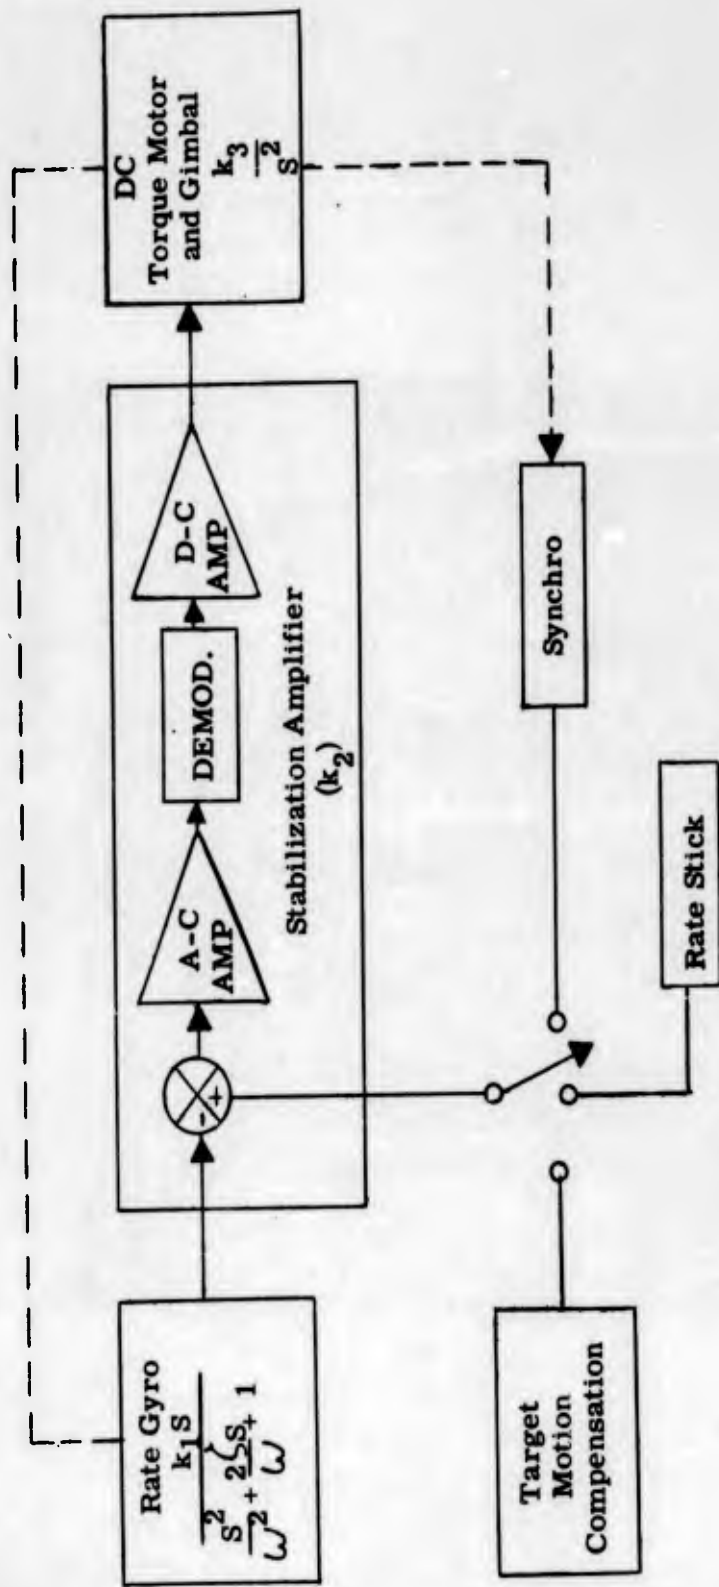 Rate Gyro
k₁S
S²/ω² + 2ζS/ω + 1
- +
A-C
AMP
DEMOD.
D-C
AMP
Stabilization Amplifier
(k₂)
DC
Torque Motor
and Gimbal
k₃
S²
Target
Motion
Compensation
Synchro
Rate Stick